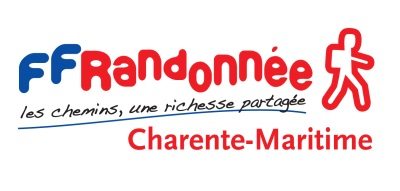 FFRandonnée
les chemins, une richesse partagée
Charente-Maritime